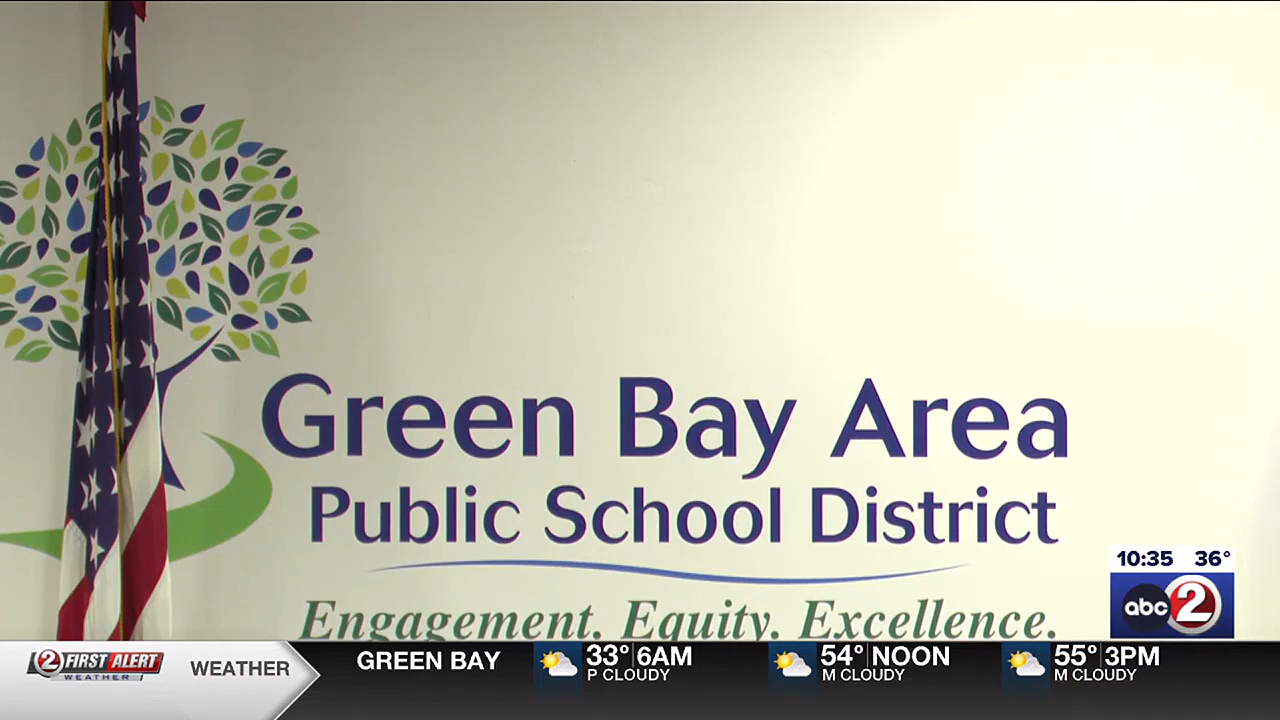 Green Bay Area
Public School District
Engagement. Equity. Excellence.
10:35 36°
abc 2
2 FIRST ALERT
WEATHER
WEATHER
GREEN BAY
33° 6AM
P CLOUDY
54° NOON
M CLOUDY
55° 3PM
M CLOUDY